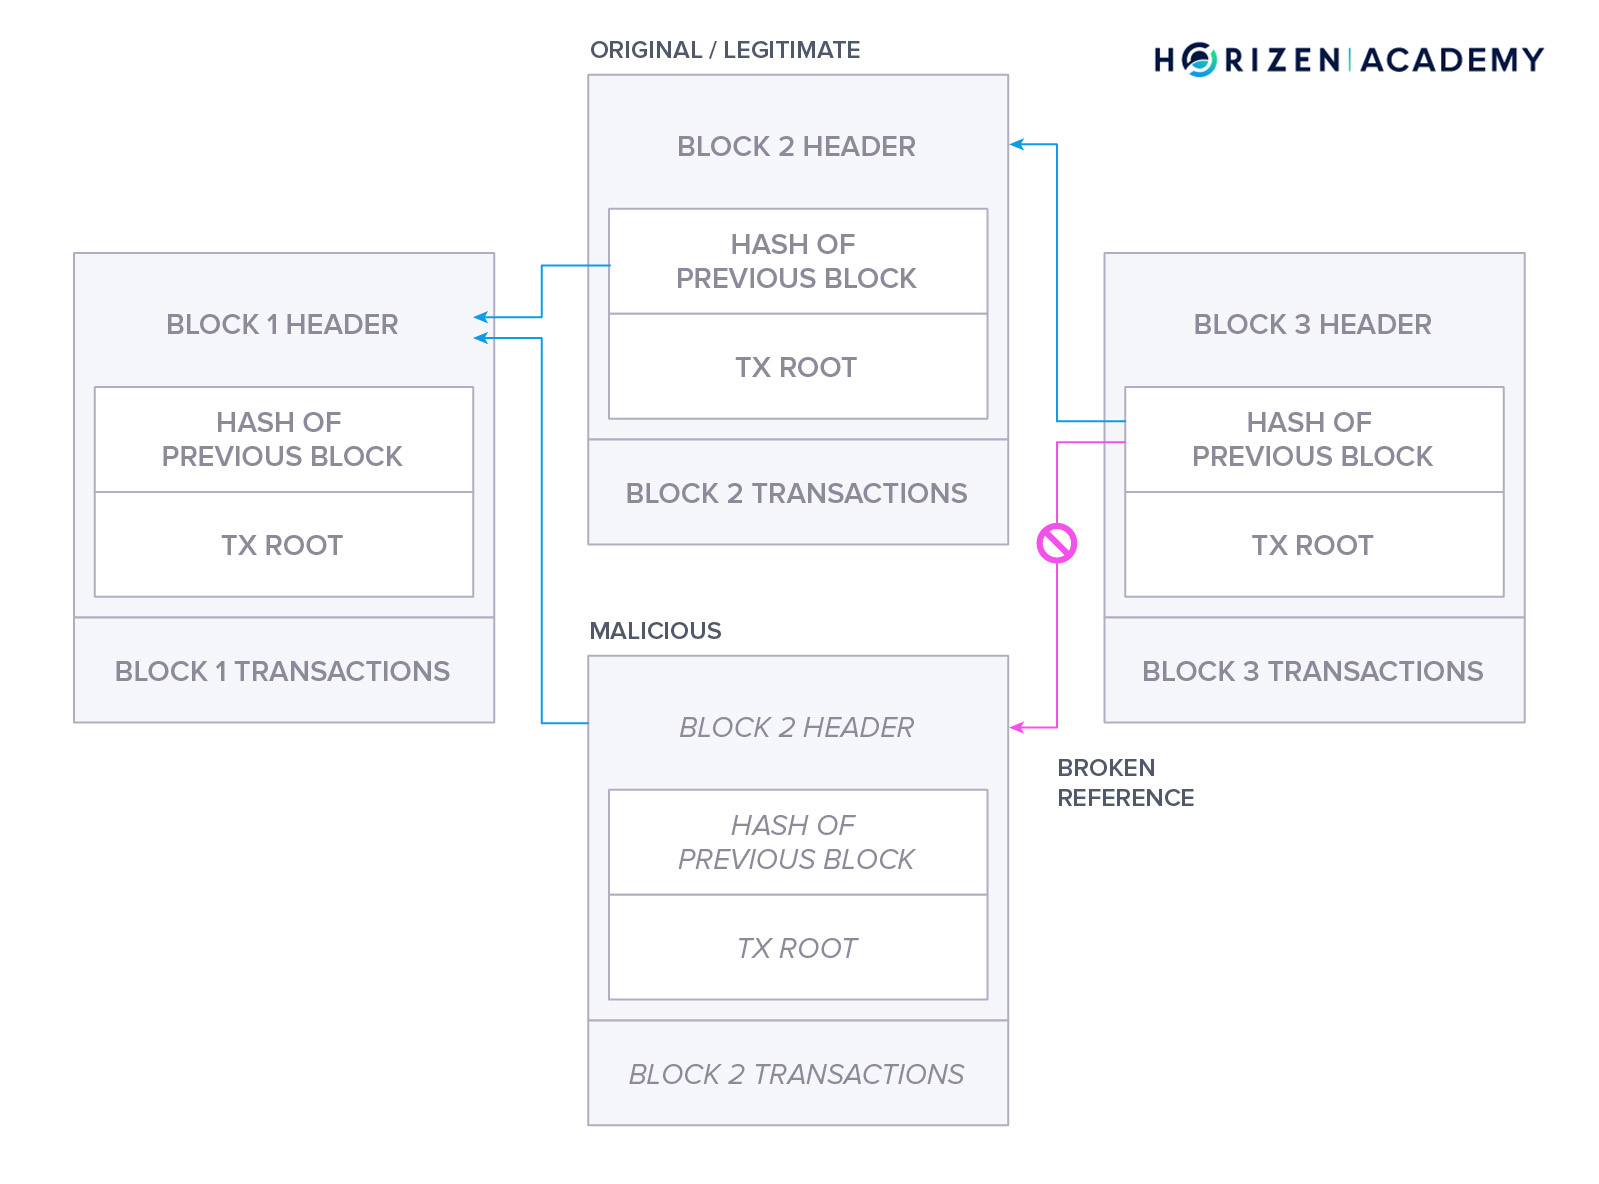 ORIGINAL / LEGITIMATE
HORIZEN ACADEMY
BLOCK 2 HEADER
HASH OF
PREVIOUS BLOCK
TX ROOT
BLOCK 2 TRANSACTIONS
BLOCK 1 HEADER
HASH OF
PREVIOUS BLOCK
TX ROOT
BLOCK 1 TRANSACTIONS
BLOCK 3 HEADER
HASH OF
PREVIOUS BLOCK
TX ROOT
BLOCK 3 TRANSACTIONS
MALICIOUS
BLOCK 2 HEADER
HASH OF
PREVIOUS BLOCK
TX ROOT
BLOCK 2 TRANSACTIONS
BROKEN
REFERENCE